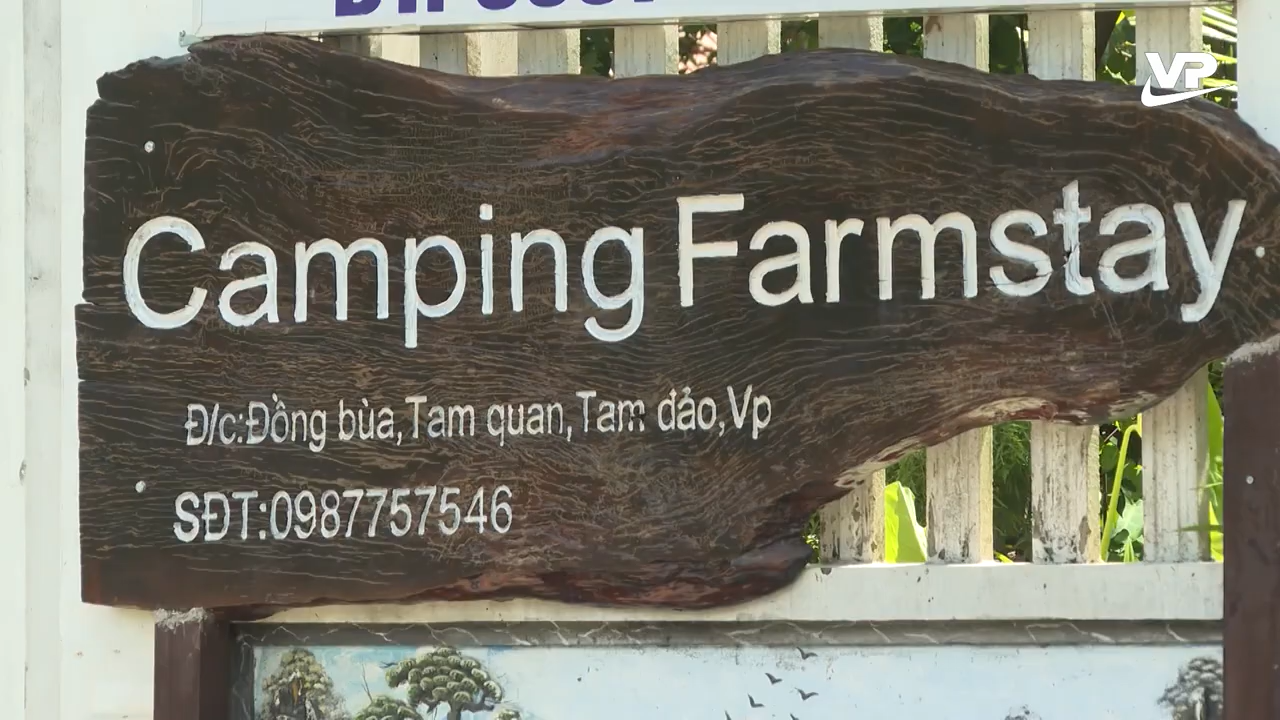 VP
Camping Farmstay
Đ/c:Đồng bùa,Tam quan,Tam đảo,Vp
SĐT:0987757546